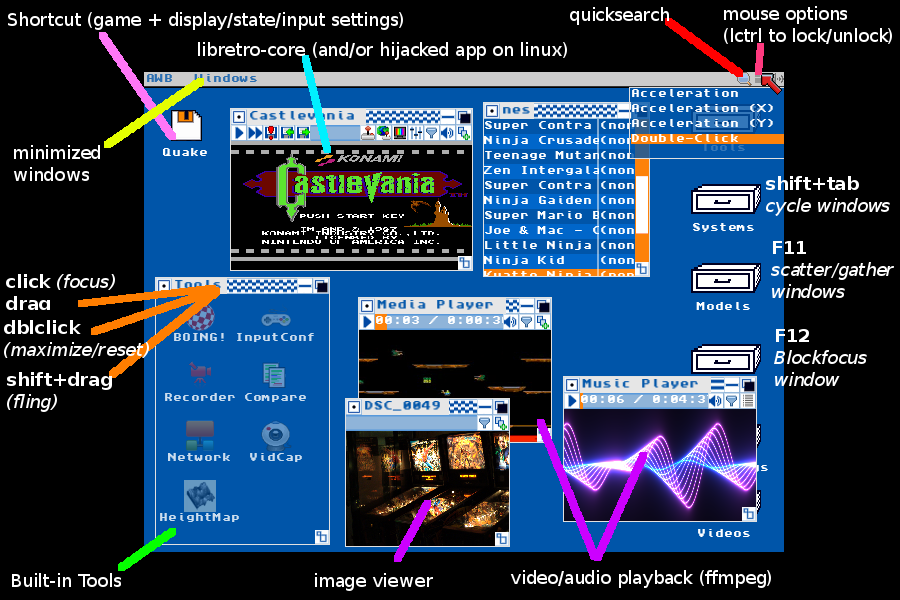 Shortcut (game + display/state/input settings)
quicksearch
mouse options
(lctrl to lock/unlock)
libretro-core (and/or hijacked app on linux)
AWB Windows
Acceleration
Acceleration (X)
Acceleration (Y)
Double-Click
Tools
Quake
minimized
windows
Castlevania
KONAMI
Castlevania
PUSH START KEY
TM AND © 1987
KONAMI INDUSTRY CO.,LTD.
LICENSED BY
NINTENDO OF AMERICA INC.
nes
Super Contra (non
Ninja Crusade(non
Teenage Mutan(non
Zen Intergala(non
Super Contra (non
Ninja Gaiden (non
Super Mario B(non
Joe & Mac - C(non
Little Ninja (non
Ninja Kid (non
shift+tab
cycle windows
Systems
F11
scatter/gather
windows
Models
F12
Blockfocus
window
click (focus)
drag
dblclick
(maximize/reset)
shift+drag
(fling)
Tools
BOING! InputConf
Recorder Compare
Network VidCap
HeightMap
Media Player
00:03 / 0:00:3
DSC_0049
Music Player
00:06 / 0:04:3
Videos
Built-in Tools
image viewer
video/audio playback (ffmpeg)